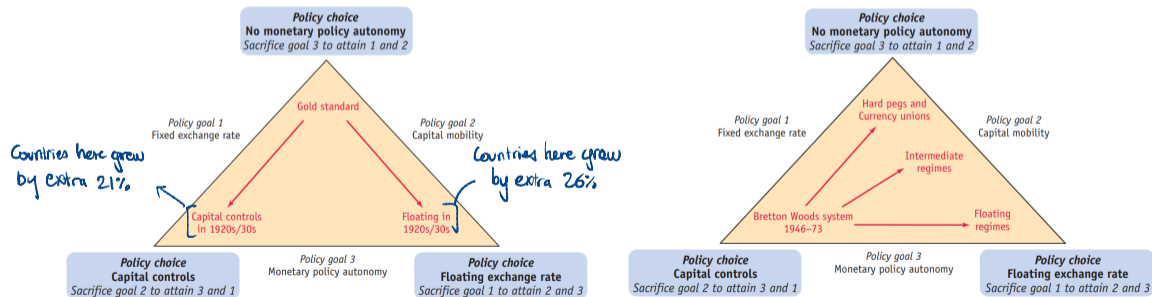 Policy choice
No monetary policy autonomy
Sacrifice goal 3 to attain 1 and 2
Gold standard
Policy goal 1
Fixed exchange rate
Policy goal 2
Capital mobility
Countries here grew
by extra 21%
Countries here grew
by extra 26%
Capital controls
in 1920s/30s
Floating in
1920s/30s
Policy choice
Capital controls
Sacrifice goal 2 to attain 3 and 1
Policy goal 3
Monetary policy autonomy
Policy choice
Floating exchange rate
Sacrifice goal 1 to attain 2 and 3
Policy choice
No monetary policy autonomy
Sacrifice goal 3 to attain 1 and 2
Hard pegs and
Currency unions
Policy goal 1
Fixed exchange rate
Policy goal 2
Capital mobility
Intermediate
regimes
Bretton Woods system
1946–73
Floating
regimes
Policy choice
Capital controls
Sacrifice goal 2 to attain 3 and 1
Policy goal 3
Monetary policy autonomy
Policy choice
Floating exchange rate
Sacrifice goal 1 to attain 2 and 3